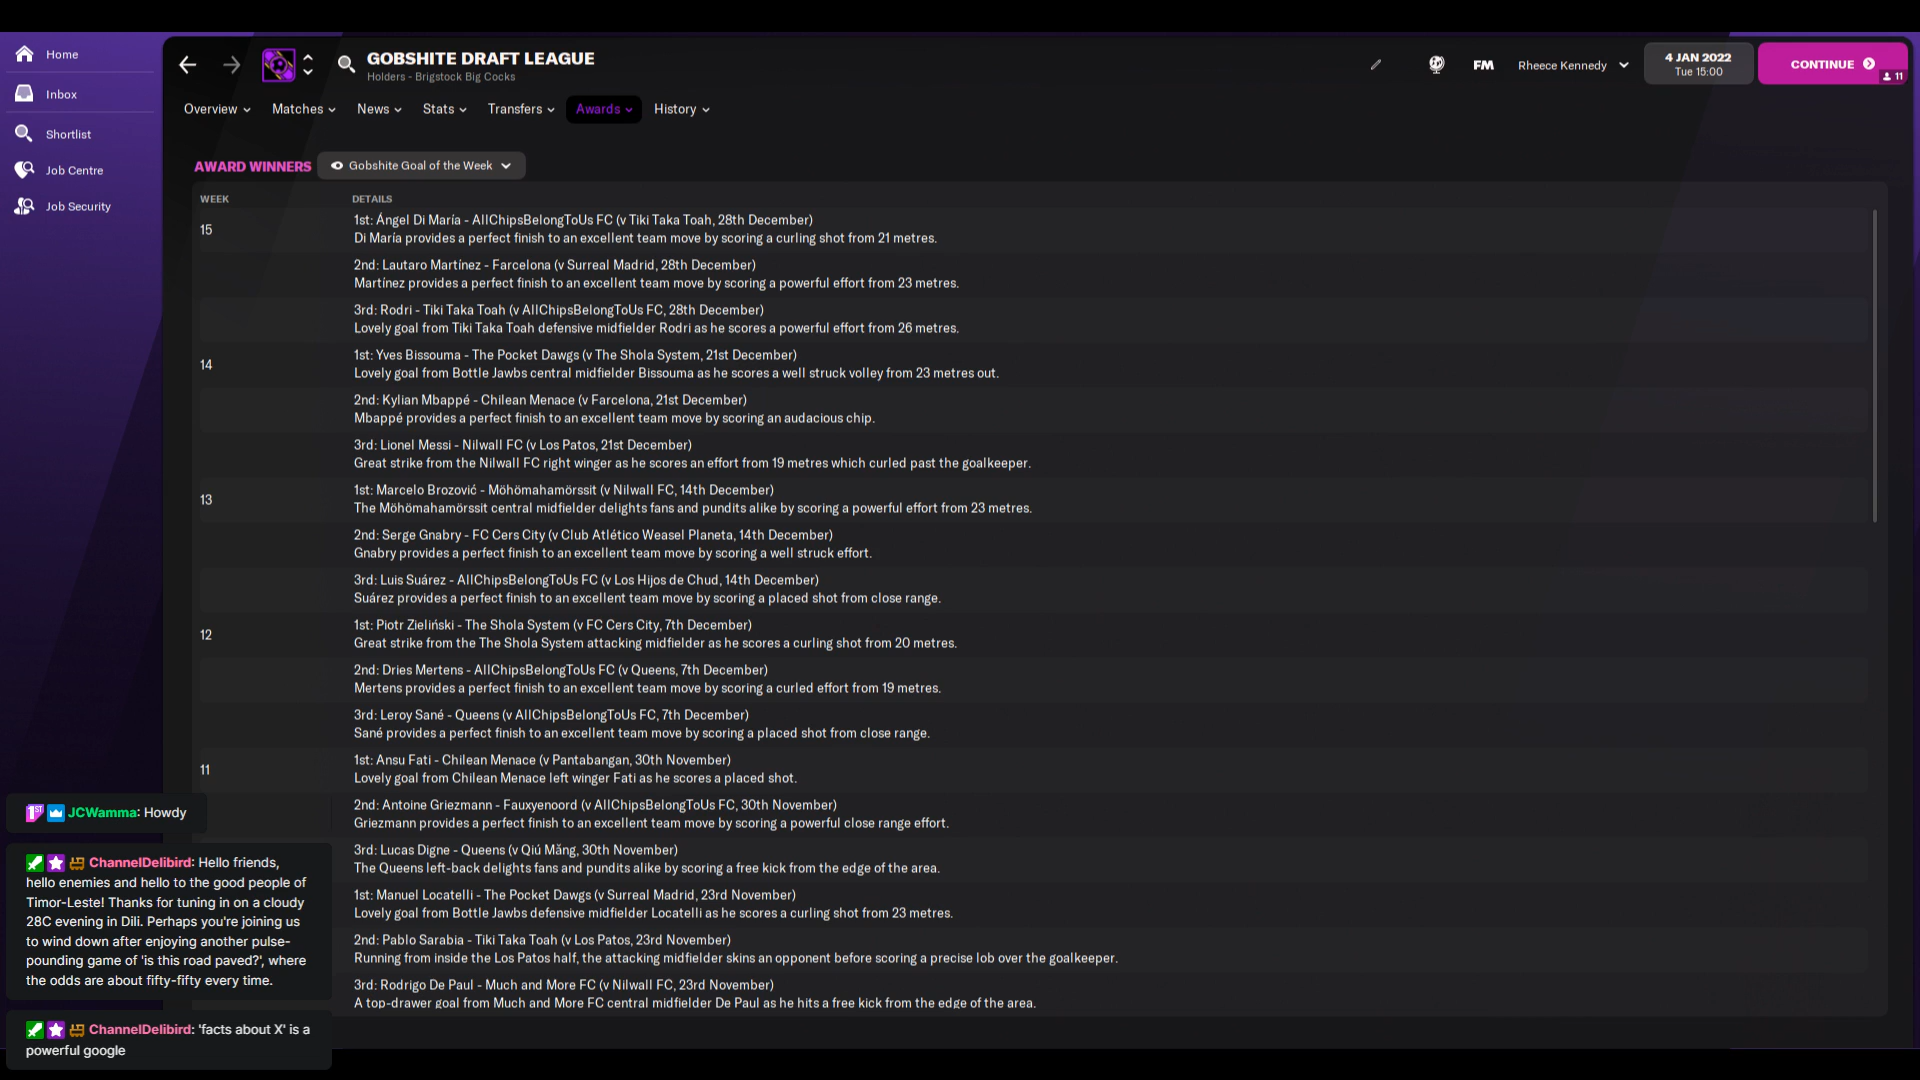 Home
Inbox
Shortlist
Job Centre
Job Security
GOBSHITE DRAFT LEAGUE
Holders - Brigstock Big Cocks
FM
Rheece Kennedy
4 JAN 2022
Tue 15:00
CONTINUE
11
Overview
Matches
News
Stats
Transfers
Awards
History
AWARD WINNERS
Gobshite Goal of the Week
WEEK
DETAILS
15
1st: Ángel Di María - AllChipsBelongToUs FC (v Tiki Taka Toah, 28th December)
Di María provides a perfect finish to an excellent team move by scoring a curling shot from 21 metres.
2nd: Lautaro Martínez - Farcelona (v Surreal Madrid, 28th December)
Martínez provides a perfect finish to an excellent team move by scoring a powerful effort from 23 metres.
3rd: Rodri - Tiki Taka Toah (v AllChipsBelongToUs FC, 28th December)
Lovely goal from Tiki Taka Toah defensive midfielder Rodri as he scores a powerful effort from 26 metres.
14
1st: Yves Bissouma - The Pocket Dawgs (v The Shola System, 21st December)
Lovely goal from Bottle Jawbs central midfielder Bissouma as he scores a well struck volley from 23 metres out.
2nd: Kylian Mbappé - Chilean Menace (v Farcelona, 21st December)
Mbappé provides a perfect finish to an excellent team move by scoring an audacious chip.
3rd: Lionel Messi - Nilwall FC (v Los Patos, 21st December)
Great strike from the Nilwall FC right winger as he scores an effort from 19 metres which curled past the goalkeeper.
13
1st: Marcelo Brozović - Möhömahamörssit (v Nilwall FC, 14th December)
The Möhömahamörssit central midfielder delights fans and pundits alike by scoring a powerful effort from 23 metres.
2nd: Serge Gnabry - FC Cers City (v Club Atlético Weasel Planeta, 14th December)
Gnabry provides a perfect finish to an excellent team move by scoring a well struck effort.
3rd: Luis Suárez - AllChipsBelongToUs FC (v Los Hijos de Chud, 14th December)
Suárez provides a perfect finish to an excellent team move by scoring a placed shot from close range.
12
1st: Piotr Zieliński - The Shola System (v FC Cers City, 7th December)
Great strike from the The Shola System attacking midfielder as he scores a curling shot from 20 metres.
2nd: Dries Mertens - AllChipsBelongToUs FC (v Queens, 7th December)
Mertens provides a perfect finish to an excellent team move by scoring a curled effort from 19 metres.
3rd: Leroy Sané - Queens (v AllChipsBelongToUs FC, 7th December)
Sané provides a perfect finish to an excellent team move by scoring a placed shot from close range.
11
1st: Ansu Fati - Chilean Menace (v Pantabangan, 30th November)
Lovely goal from Chilean Menace left winger Fati as he scores a placed shot.
2nd: Antoine Griezmann - Fauxyenoord (v AllChipsBelongToUs FC, 30th November)
Griezmann provides a perfect finish to an excellent team move by scoring a powerful close range effort.
3rd: Lucas Digne - Queens (v Qiú Mǎng, 30th November)
The Queens left-back delights fans and pundits alike by scoring a free kick from the edge of the area.
1st: Manuel Locatelli - The Pocket Dawgs (v Surreal Madrid, 23rd November)
Lovely goal from Bottle Jawbs defensive midfielder Locatelli as he scores a curling shot from 23 metres.
2nd: Pablo Sarabia - Tiki Taka Toah (v Los Patos, 23rd November)
Running from inside the Los Patos half, the attacking midfielder skins an opponent before scoring a precise lob over the goalkeeper.
3rd: Rodrigo De Paul - Much and More FC (v Nilwall FC, 23rd November)
A top-drawer goal from Much and More FC central midfielder De Paul as he hits a free kick from the edge of the area.
1ST JCWamma: Howdy
ChannelDelibird: Hello friends,
hello enemies and hello to the good people of
Timor-Leste! Thanks for tuning in on a cloudy
28C evening in Dili. Perhaps you're joining us
to wind down after enjoying another pulse-
pounding game of 'is this road paved?', where
the odds are about fifty-fifty every time.
ChannelDelibird: 'facts about X' is a
powerful google